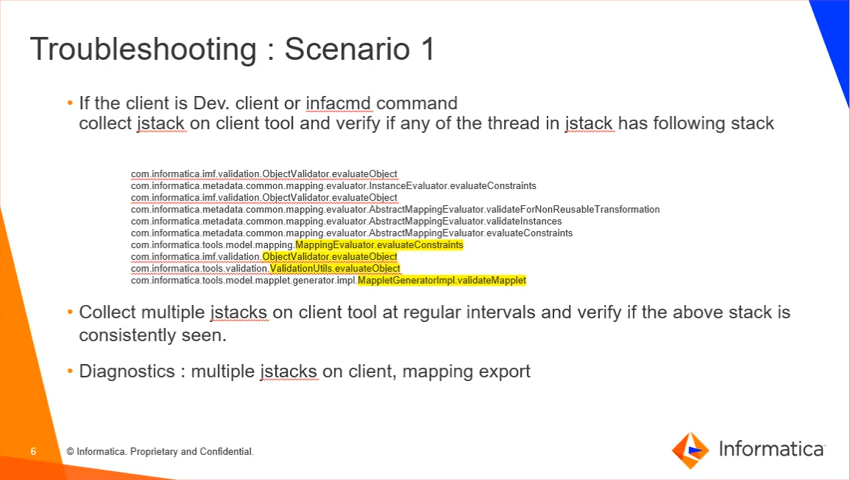 Troubleshooting : Scenario 1
• If the client is Dev. client or infacmd command
collect jstack on client tool and verify if any of the thread in jstack has following stack
com.informatica.imf.validation.ObjectValidator.evaluateObject
com.informatica.metadata.common.mapping.evaluator.InstanceEvaluator.evaluateConstraints
com.informatica.imf.validation.ObjectValidator.evaluateObject
com.informatica.metadata.common.mapping.evaluator.AbstractMappingEvaluator.validateForNonReusableTransformation
com.informatica.metadata.common.mapping.evaluator.AbstractMappingEvaluator.validateInstances
com.informatica.metadata.common.mapping.evaluator.AbstractMappingEvaluator.evaluateConstraints
com.informatica.tools.model.mapping.MappingEvaluator.evaluateConstraints
com.informatica.imf.validation.ObjectValidator.evaluateObject
com.informatica.tools.validation.ValidationUtils.evaluateObject
com.informatica.tools.model.mapplet.generator.impl.MappletGeneratorImpl.validateMapplet
• Collect multiple jstacks on client tool at regular intervals and verify if the above stack is
consistently seen.
• Diagnostics : multiple jstacks on client, mapping export
6 © Informatica. Proprietary and Confidential.
Informatica